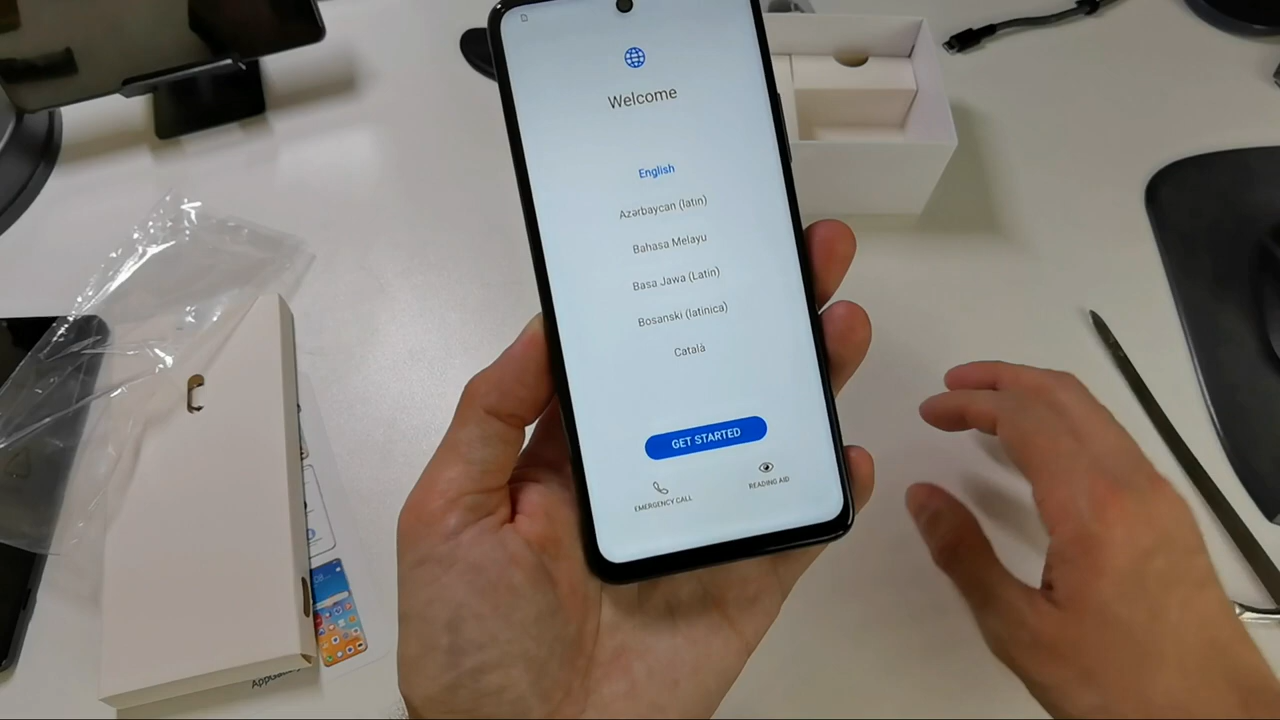 Welcome
English
Azərbaycan (latın)
Bahasa Melayu
Basa Jawa (Latin)
Bosanski (latinica)
Català
GET STARTED
EMERGENCY CALL
READING AID